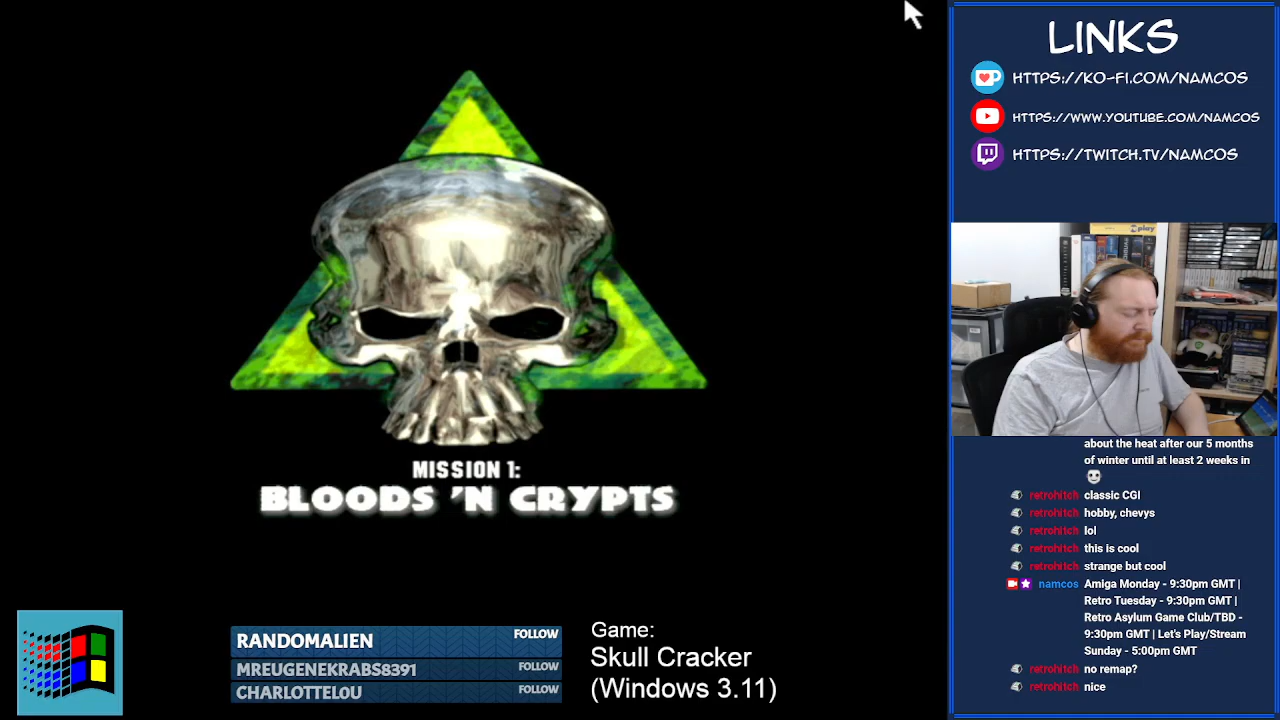 LINKS
HTTPS://KO-FI.COM/NAMCOS
HTTPS://WWW.YOUTUBE.COM/NAMCOS
HTTPS://TWITCH.TV/NAMCOS
MISSION 1:
BLOODS 'N CRYPTS
about the heat after our 5 months
of winter until at least 2 weeks in
retrohitch classic CGI
retrohitch hobby, chevys
retrohitch lol
retrohitch this is cool
retrohitch strange but cool
namcos Amiga Monday - 9:30pm GMT |
Retro Tuesday - 9:30pm GMT |
Retro Asylum Game Club/TBD -
9:30pm GMT | Let's Play/Stream
Sunday - 5:00pm GMT
retrohitch no remap?
retrohitch nice
RANDOMALIEN FOLLOW
MREUGENEKRABS8391 FOLLOW
CHARLOTTELOU FOLLOW
Game:
Skull Cracker
(Windows 3.11)